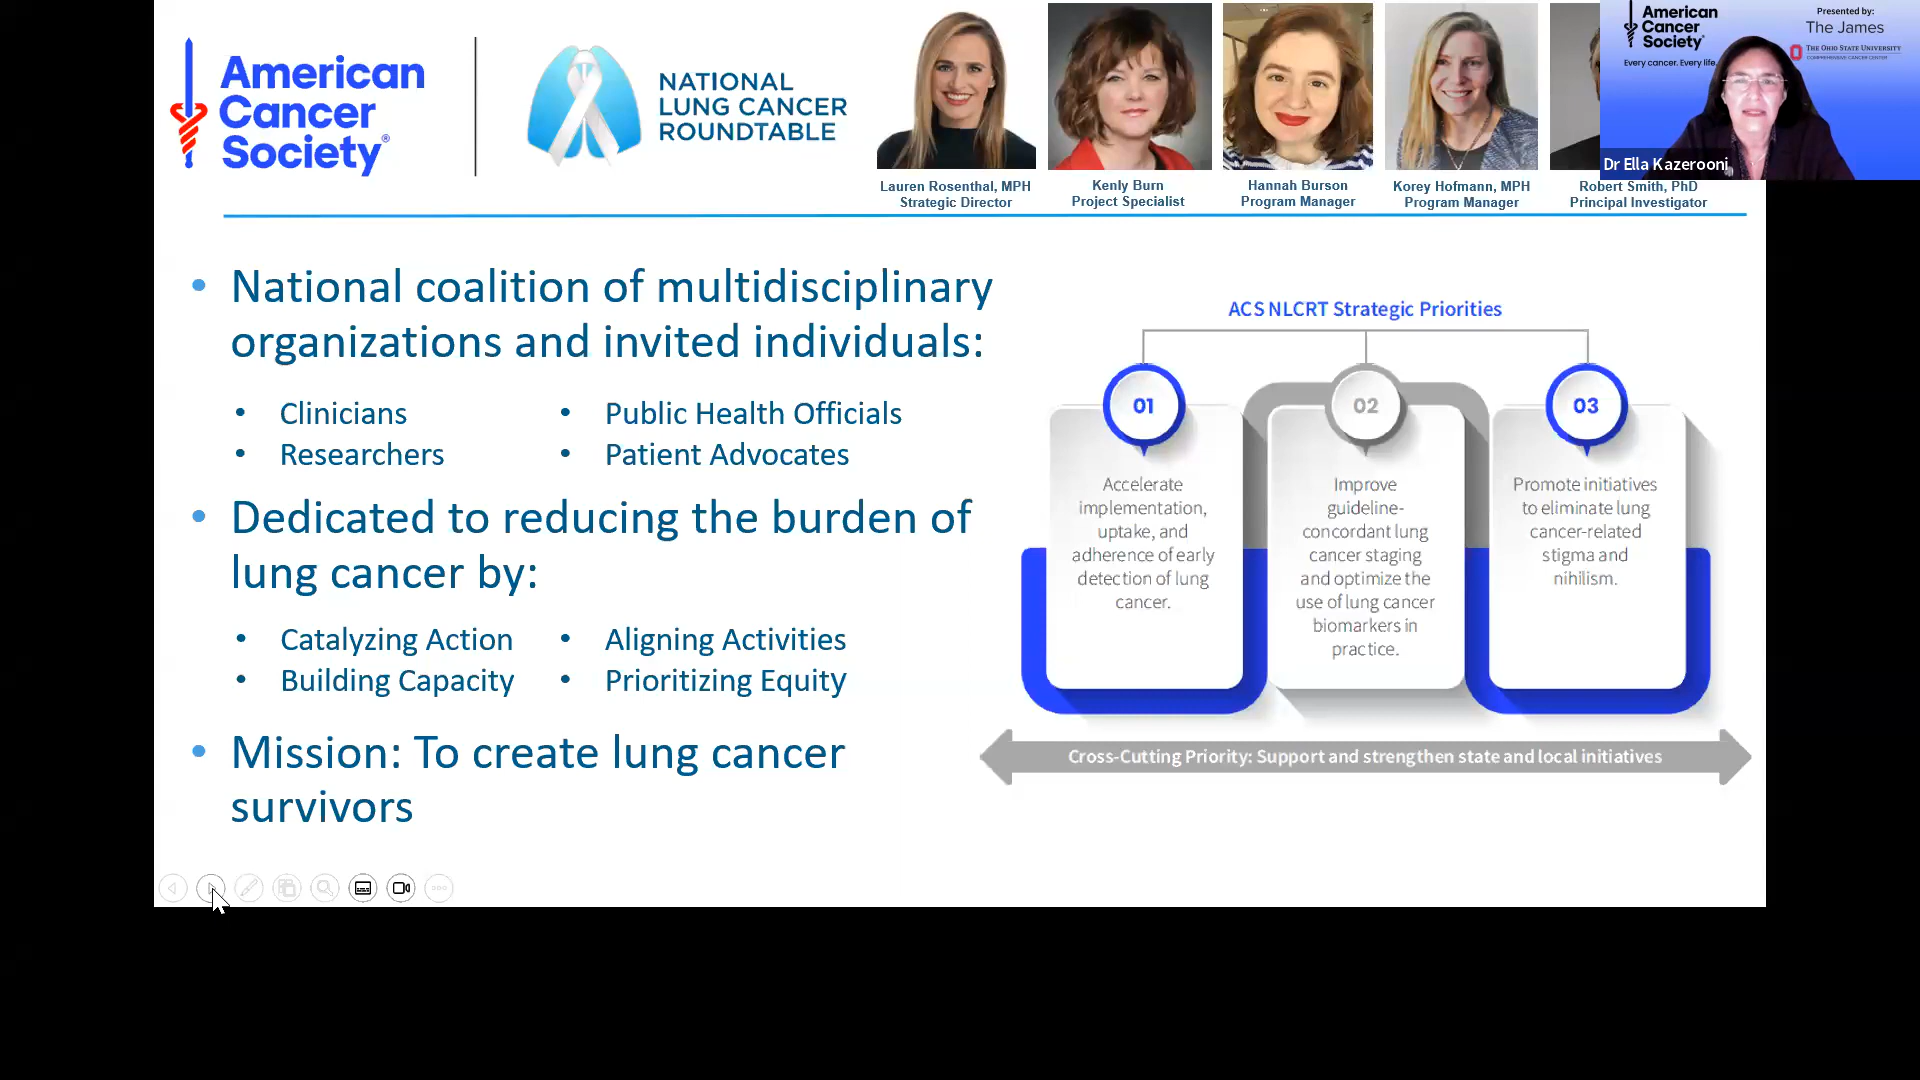 American
Cancer
Society®
NATIONAL
LUNG CANCER
ROUNDTABLE
Lauren Rosenthal, MPH
Strategic Director
Kenly Burn
Project Specialist
Hannah Burson
Program Manager
Korey Hofmann, MPH
Program Manager
Robert Smith, PhD
Principal Investigator
American
Cancer
Society
Every cancer. Every life.
Presented by:
The James
THE OHIO STATE UNIVERSITY
COMPREHENSIVE CANCER CENTER
Dr Ella Kazerooni
• National coalition of multidisciplinary
organizations and invited individuals:
• Clinicians
• Researchers
• Public Health Officials
• Patient Advocates
• Dedicated to reducing the burden of
lung cancer by:
• Catalyzing Action
• Building Capacity
• Aligning Activities
• Prioritizing Equity
• Mission: To create lung cancer
survivors
ACS NLCRT Strategic Priorities
01
Accelerate
implementation,
uptake, and
adherence of early
detection of lung
cancer.
02
Improve
guideline-
concordant lung
cancer staging
and optimize the
use of lung cancer
biomarkers in
practice.
03
Promote initiatives
to eliminate lung
cancer-related
stigma and
nihilism.
Cross-Cutting Priority: Support and strengthen state and local initiatives